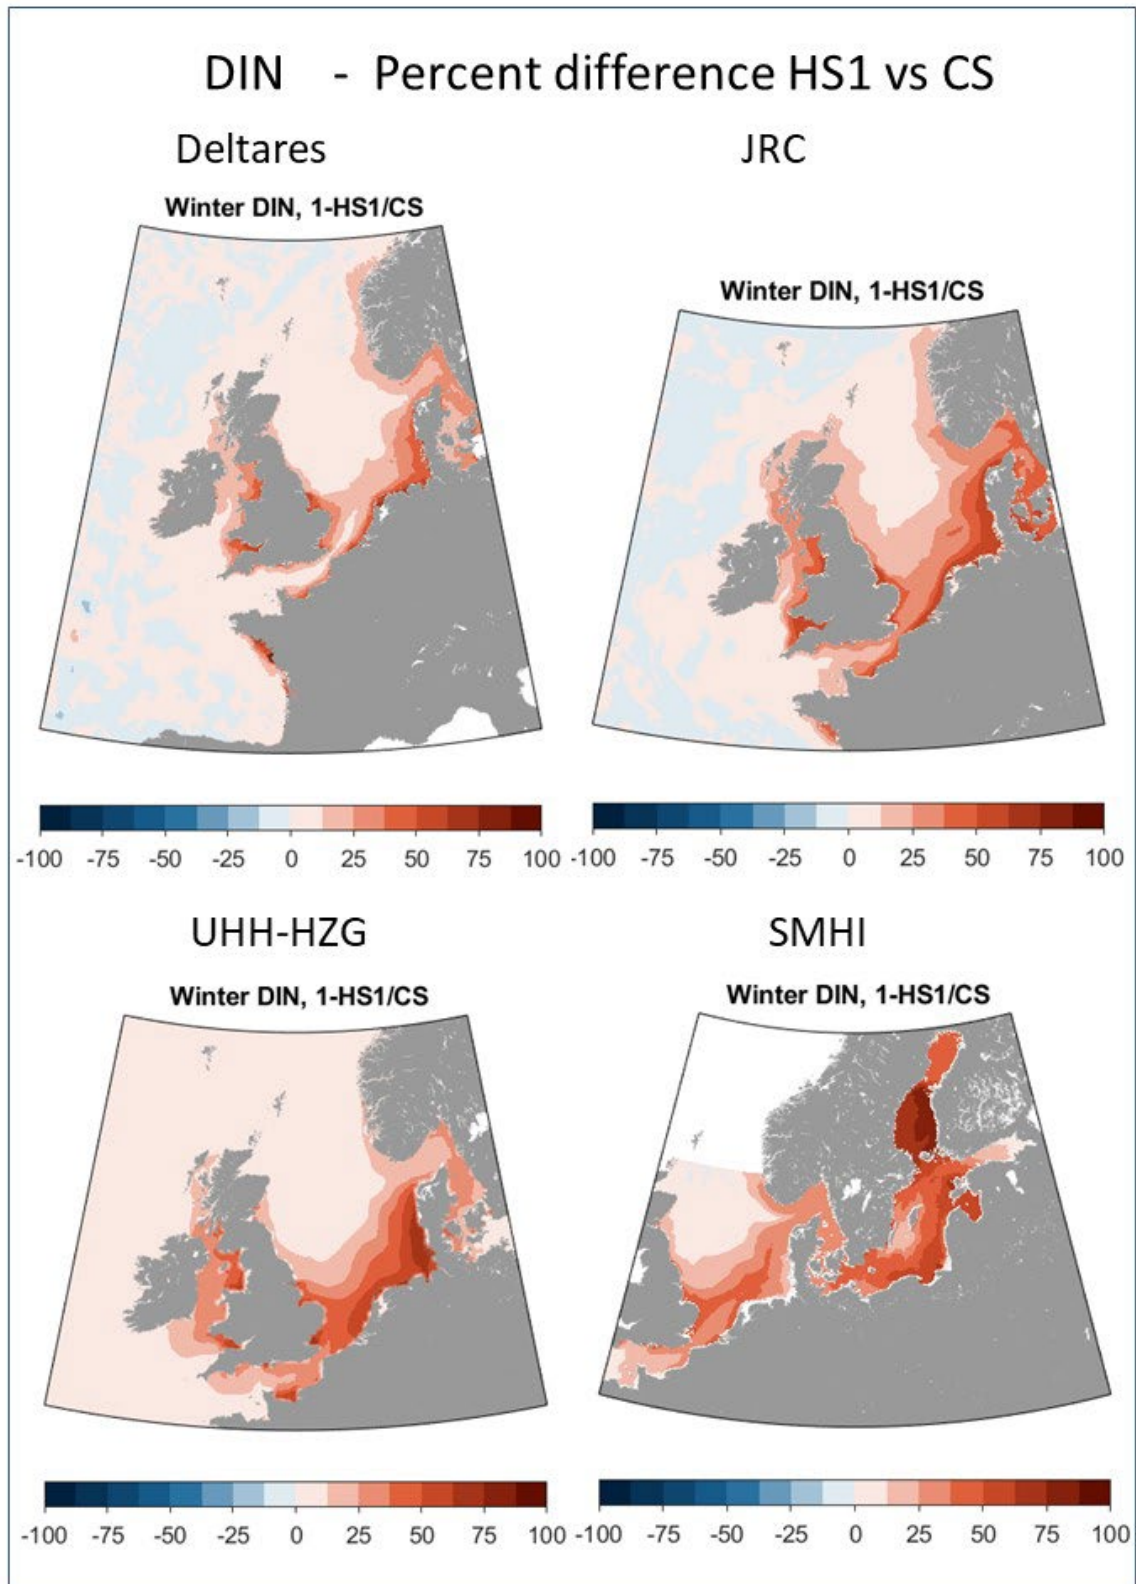 DIN - Percent difference HS1 vs CS
Deltares
JRC
Winter DIN, 1-HS1/CS
Winter DIN, 1-HS1/CS
-100 -75 -50 -25 0 25 50 75 100
-100 -75 -50 -25 0 25 50 75 100
UHH-HZG
SMHI
Winter DIN, 1-HS1/CS
Winter DIN, 1-HS1/CS
-100 -75 -50 -25 0 25 50 75 100
-100 -75 -50 -25 0 25 50 75 100